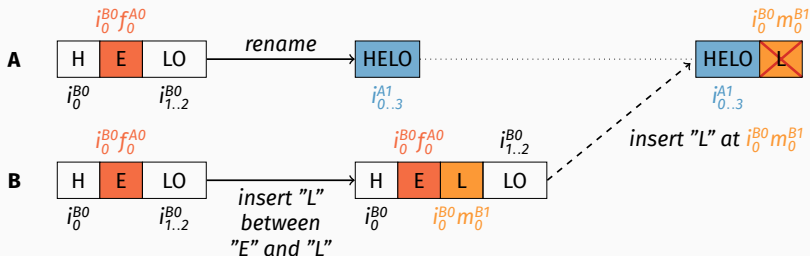 i₀ᴮ⁰f₀ᴬ⁰ i₀ᴮ⁰m₀ᴮ¹
A H E LO rename HELO HELO L
i₀ᴮ⁰ i₁..₂ᴮ⁰ i₀..₃ᴬ¹ i₀..₃ᴬ¹
i₀ᴮ⁰f₀ᴬ⁰ i₀ᴮ⁰f₀ᴬ⁰ i₁..₂ᴮ⁰ insert "L" at i₀ᴮ⁰m₀ᴮ¹
B H E LO H E L LO
i₀ᴮ⁰ i₁..₂ᴮ⁰ insert "L" i₀ᴮ⁰ i₀ᴮ⁰m₀ᴮ¹
between
"E" and "L"